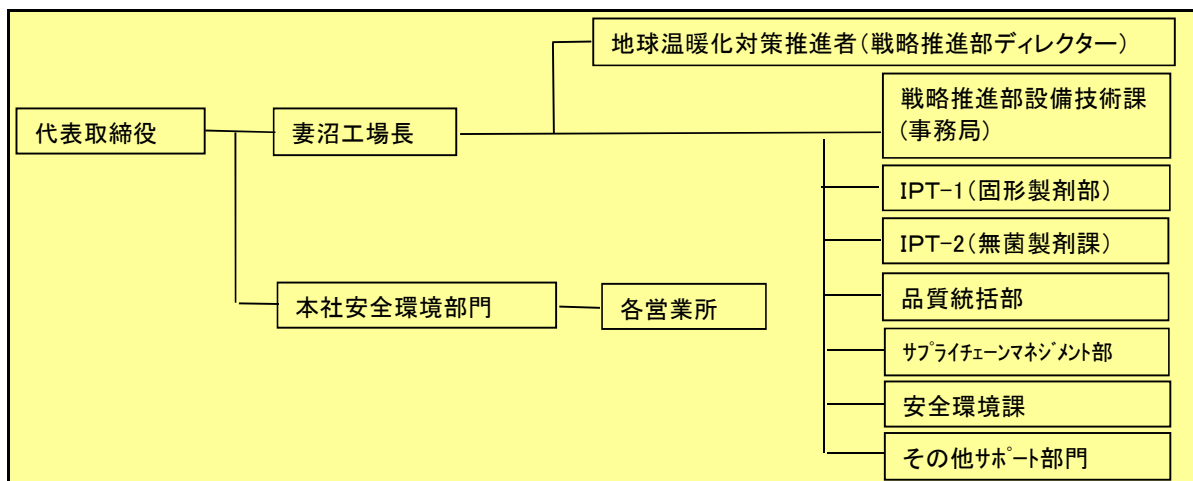 地球温暖化対策推進者(戦略推進部ディレクター)
代表取締役
妻沼工場長
戦略推進部設備技術課
(事務局)
IPT-1(固形製剤部)
IPT-2(無菌製剤課)
本社安全環境部門
各営業所
品質統括部
ｻﾌﾟﾗｲﾁｪｰﾝﾏﾈｼﾞﾒﾝﾄ部
安全環境課
その他ｻﾎﾟｰﾄ部門